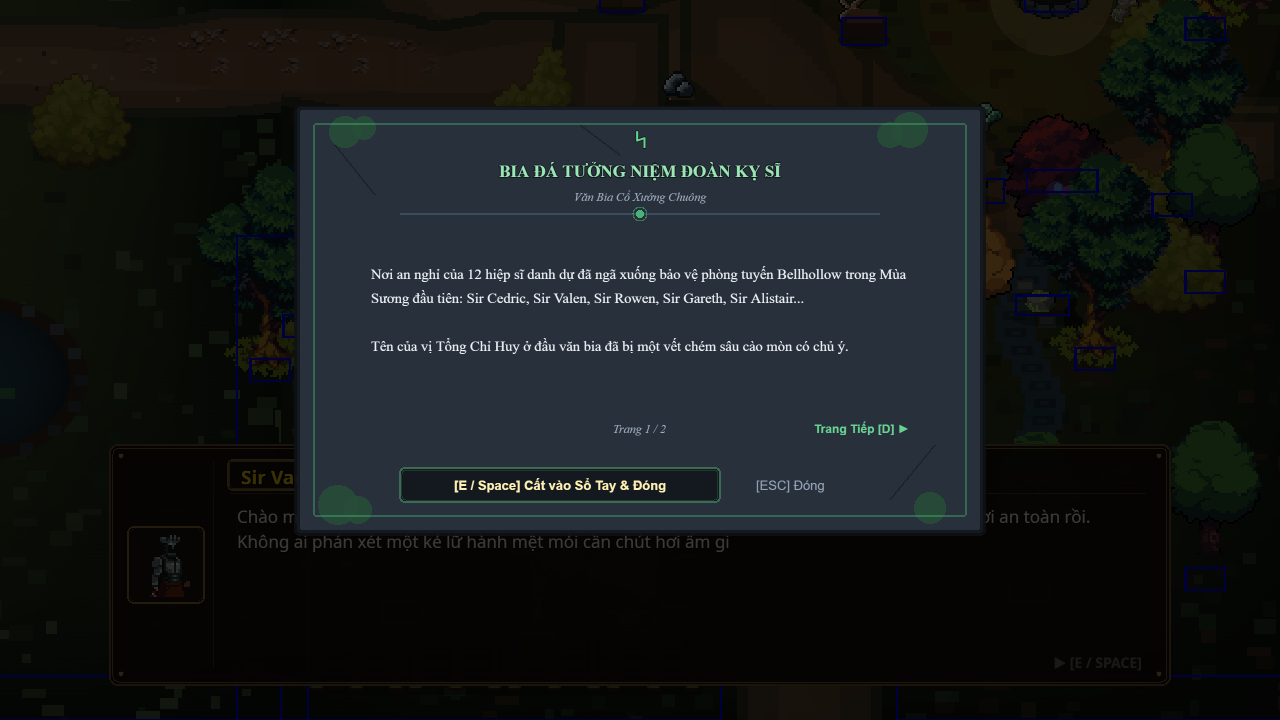 BIA ĐÁ TƯỞNG NIỆM ĐOÀN KỴ SĨ
Văn Bia Cổ Xưởng Chuông
Nơi an nghỉ của 12 hiệp sĩ danh dự đã ngã xuống bảo vệ phòng tuyến Bellhollow trong Mùa
Sương đầu tiên: Sir Cedric, Sir Valen, Sir Rowen, Sir Gareth, Sir Alistair...
Tên của vị Tổng Chỉ Huy ở đầu văn bia đã bị một vết chém sâu cào mòn có chủ ý.
Trang 1 / 2
Trang Tiếp [D] ►
[E / Space] Cất vào Sổ Tay & Đóng
[ESC] Đóng
Sir Va
Chào an toàn rồi.
Không ai phán xét một kẻ lữ hành mệt mỏi cần chút hơi ấm gi
► [E / SPACE]